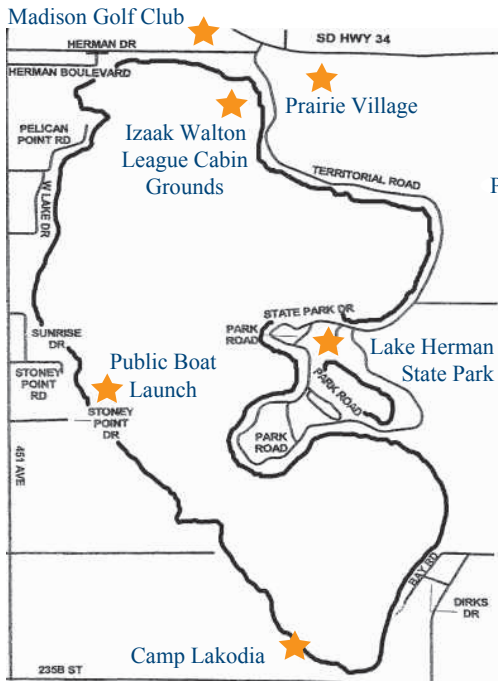 Madison Golf Club
HERMAN DR
SD HWY 34
HERMAN BOULEVARD
Prairie Village
Izaak Walton
League Cabin
Grounds
PELICAN
POINT RD
W LAKE DR
TERRITORIAL ROAD
P
STATE PARK DR
PARK
ROAD
SUNRISE
DR
Lake Herman
State Park
Public Boat
Launch
STONEY
POINT
RD
PARK ROAD
STONEY
POINT
DR
PARK
ROAD
451 AVE
BAY RD
DIRKS
DR
Camp Lakodia
235B ST